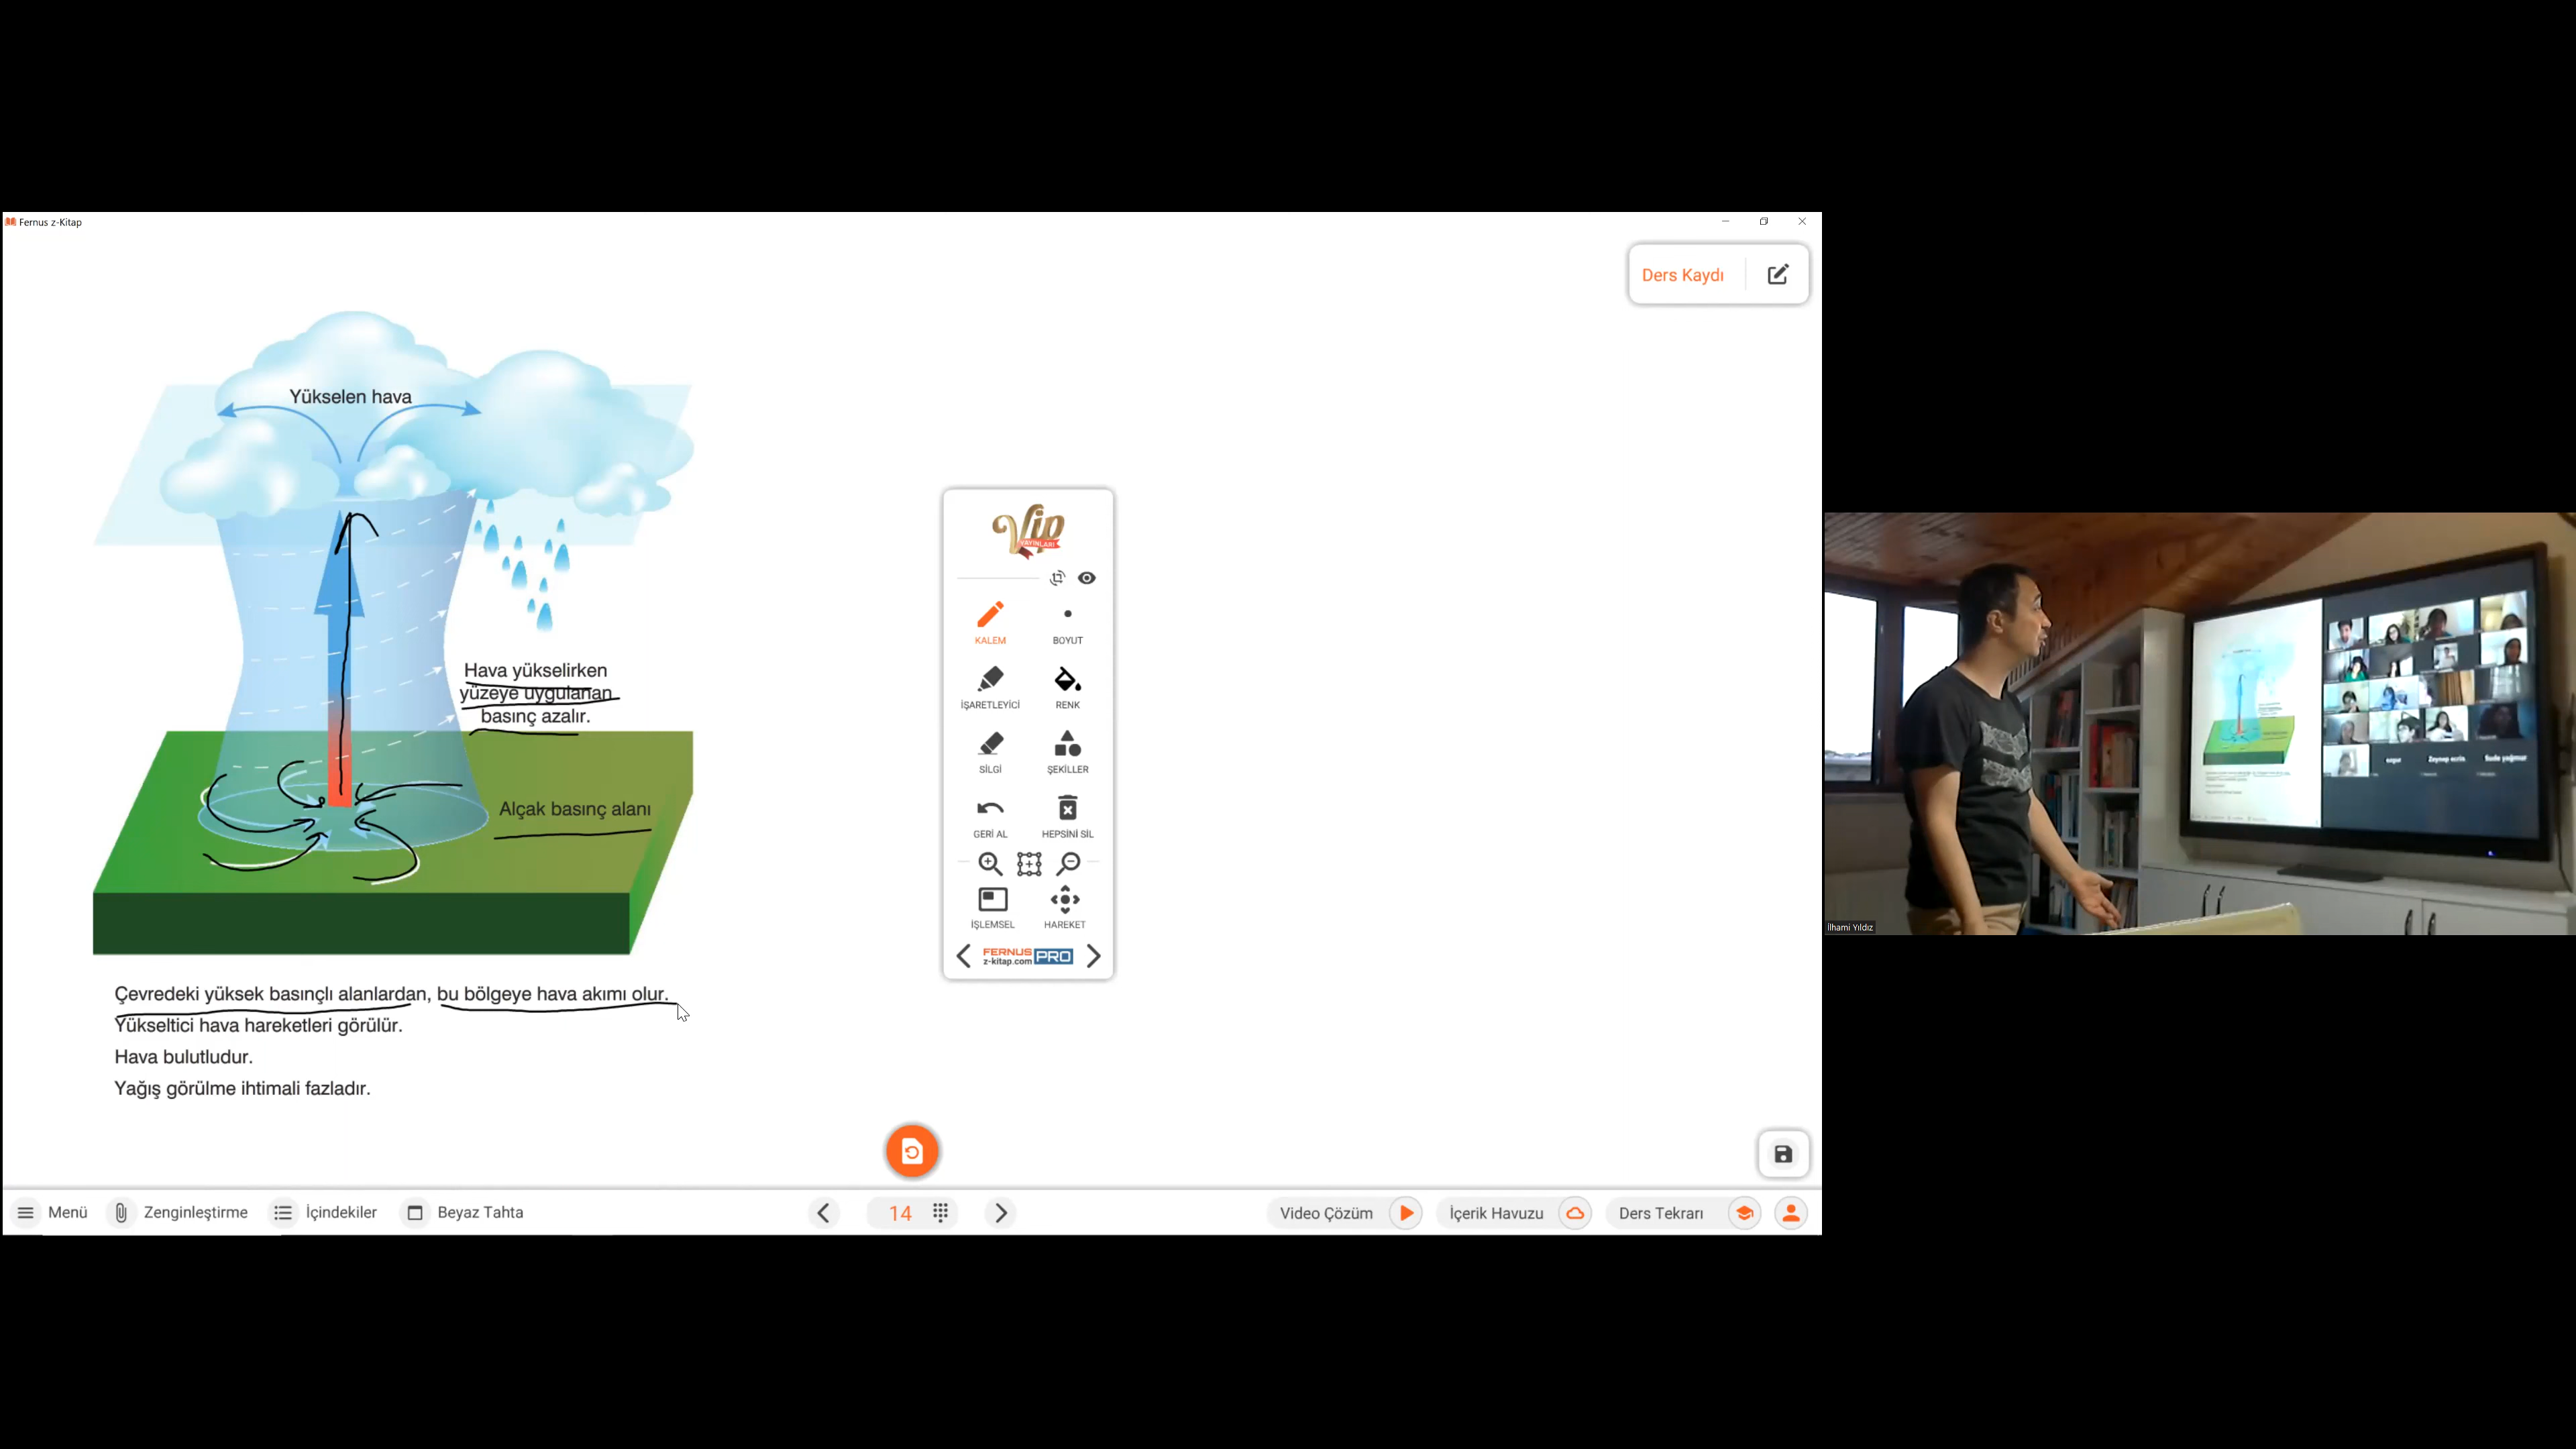 Fernus z-Kitap
Ders Kaydı
Yükselen hava
Hava yükselirken
yüzeye uygulanan
basınç azalır.
Alçak basınç alanı
Çevredeki yüksek basınçlı alanlardan, bu bölgeye hava akımı olur.
Yükseltici hava hareketleri görülür.
Hava bulutludur.
Yağış görülme ihtimali fazladır.
Vip
YAYINLARI
KALEM
BOYUT
İŞARETLEYİCİ
RENK
SİLGİ
ŞEKİLLER
GERİ AL
HEPSİNİ SİL
İŞLEMSEL
HAREKET
FERNUS PRO
z-kitap.com
Menü
Zenginleştirme
İçindekiler
Beyaz Tahta
14
Video Çözüm
İçerik Havuzu
Ders Tekrarı
İlhami Yıldız